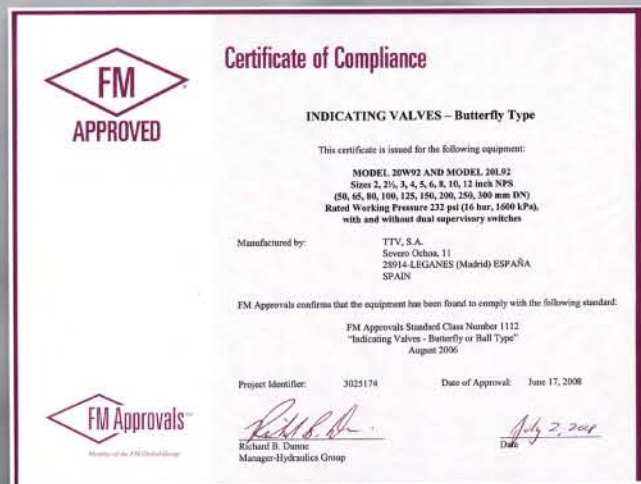 FM
APPROVED
Certificate of Compliance
INDICATING VALVES – Butterfly Type
This certificate is issued for the following equipment:
MODEL 20W92 AND MODEL 20L92
Sizes 2, 2½, 3, 4, 5, 6, 8, 10, 12 inch NPS
(50, 65, 80, 100, 125, 150, 200, 250, 300 mm DN)
Rated Working Pressure 232 psi (16 bar, 1600 kPa),
with and without dual supervisory switches
Manufactured by:
TTV, S.A.
Severo Ochoa, 11
28914-LEGANES (Madrid) ESPAÑA
SPAIN
FM Approvals confirms that the equipment has been found to comply with the following standard:
FM Approvals Standard Class Number 1112
"Indicating Valves - Butterfly or Ball Type"
August 2006
Project Identifier: 3025174 Date of Approval: June 17, 2008
Richard B. Dunne
Manager-Hydraulics Group
July 2, 2008
Date
FM Approvals
Member of the FM Global Group